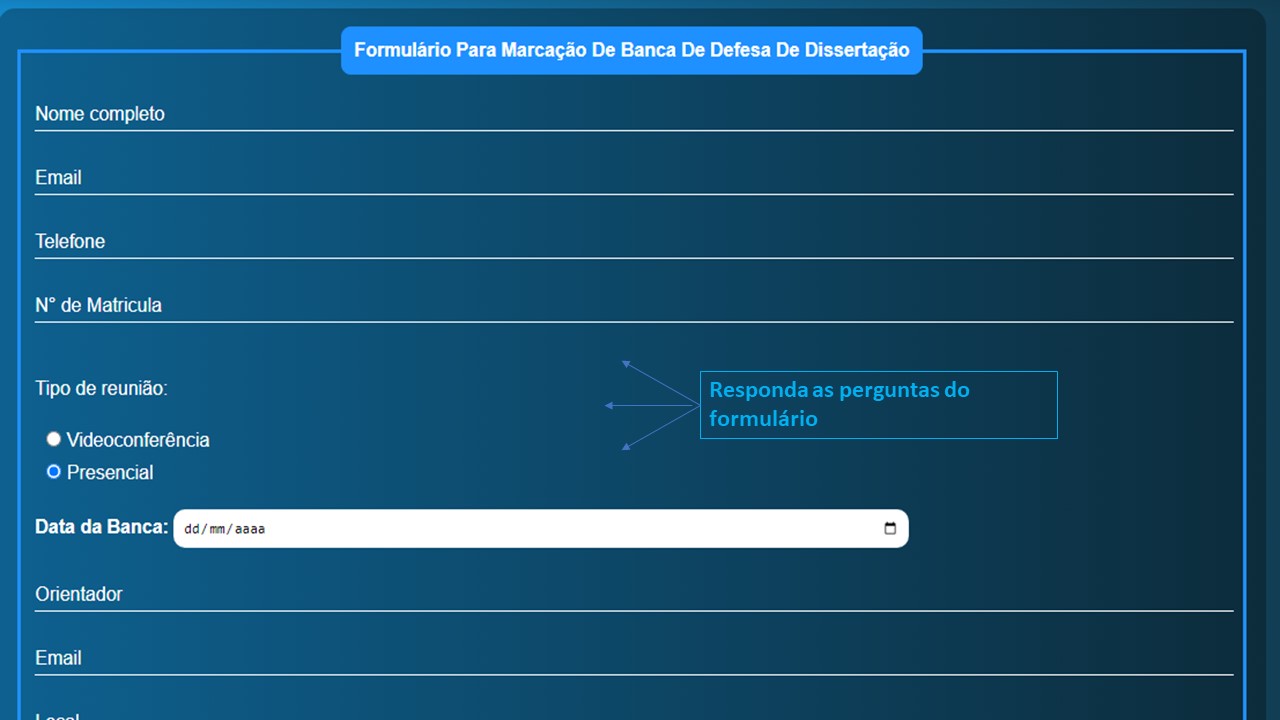 Formulário Para Marcação De Banca De Defesa De Dissertação
Nome completo
Email
Telefone
N° de Matricula
Tipo de reunião:
Responda as perguntas do
formulário
Videoconferência
Presencial
Data da Banca: dd/mm/aaaa
Orientador
Email
Local